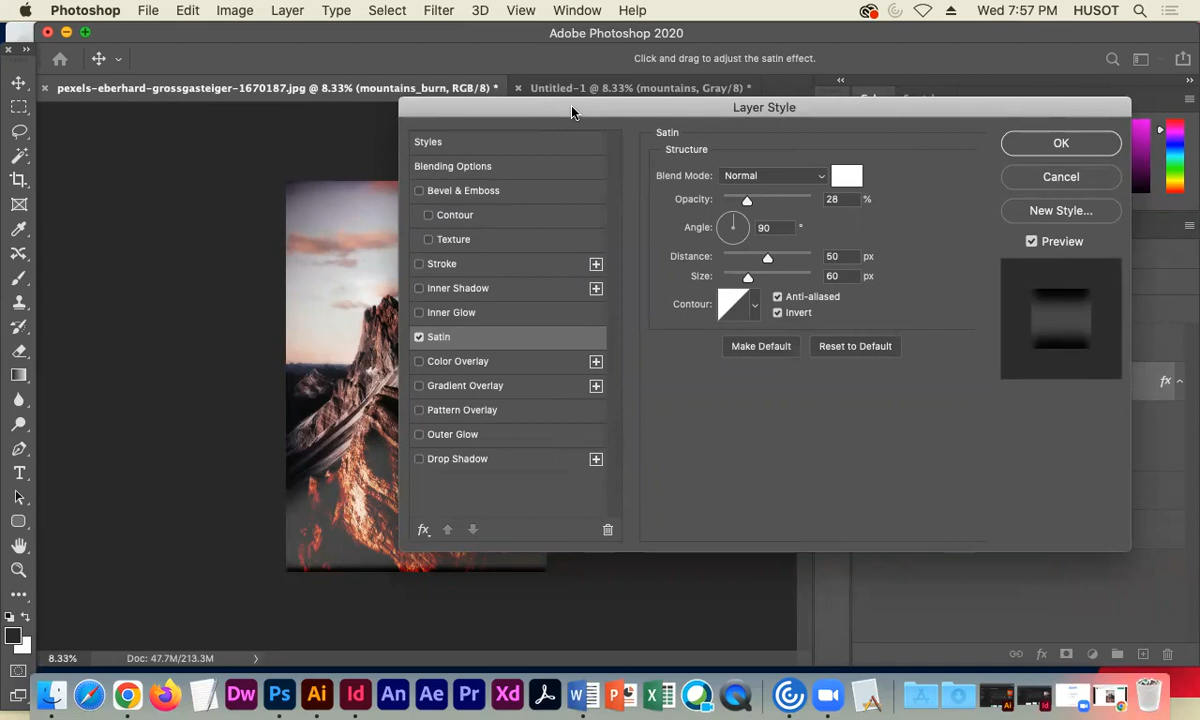 Photoshop File Edit Image Layer Type Select Filter 3D View Window Help Wed 7:57 PM HUSOT
Adobe Photoshop 2020
Click and drag to adjust the satin effect.
pexels-eberhard-grossgasteiger-1670187.jpg @ 8.33% (mountains_burn, RGB/8) * Untitled-1 @ 8.33% (mountains, Gray/8) *
Layer Style
Styles
Blending Options
Bevel & Emboss
Contour
Texture
Stroke
Inner Shadow
Inner Glow
Satin
Color Overlay
Gradient Overlay
Pattern Overlay
Outer Glow
Drop Shadow
fx
Satin
Structure
Blend Mode: Normal
Opacity: 28 %
Angle: 90 °
Distance: 50 px
Size: 60 px
Contour: Anti-aliased
Invert
Make Default Reset to Default
OK
Cancel
New Style...
Preview
fx
fx
8.33% Doc: 47.7M/213.3M
Dw Ps Ai Id An Ae Pr Xd